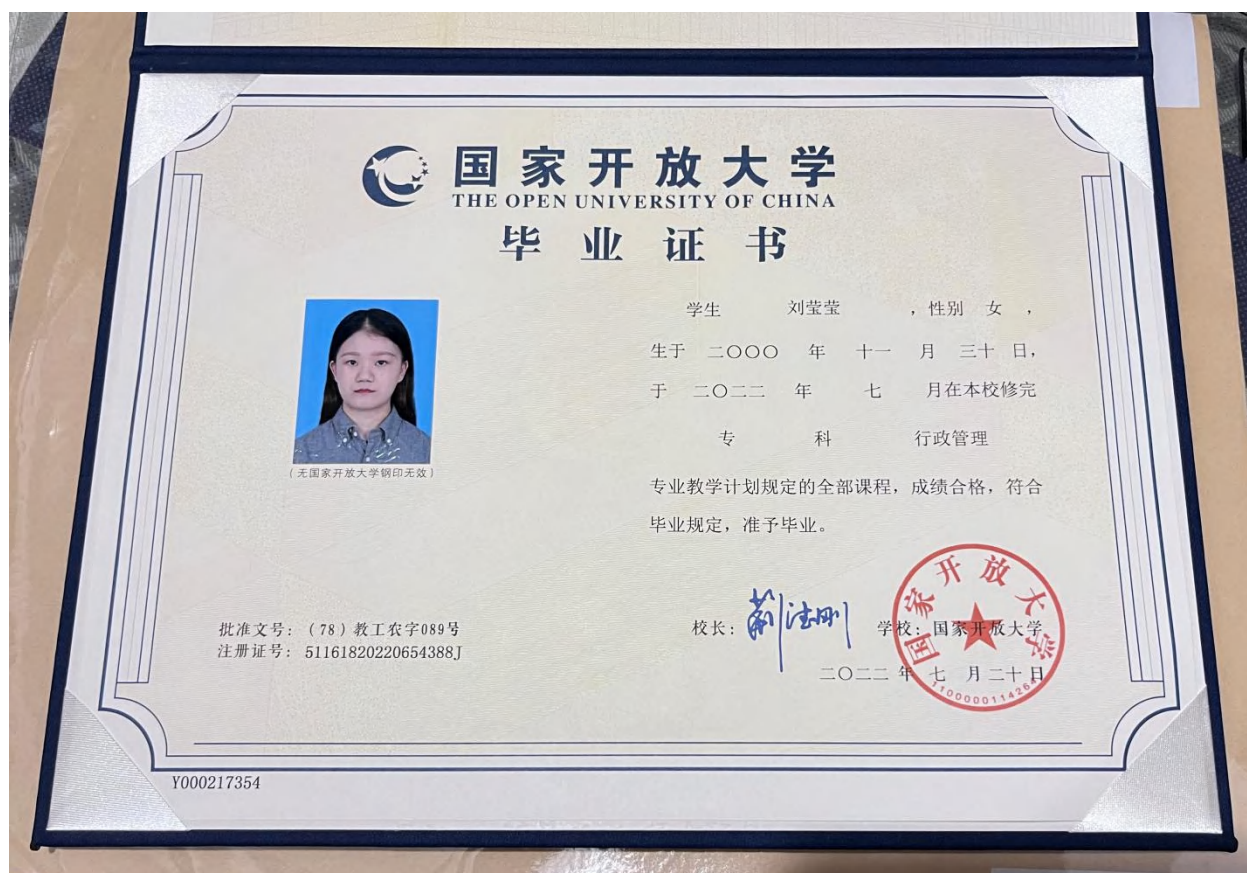 国家开放大学
THE OPEN UNIVERSITY OF CHINA
毕业证书
学生 刘莹莹 ，性别 女 ，
生于 二〇〇〇 年 十一 月 三十 日，
于 二〇二二 年 七 月在本校修完
专 科 行政管理
专业教学计划规定的全部课程，成绩合格，符合
毕业规定，准予毕业。
（无国家开放大学钢印无效）
批准文号：（78）教工农字089号
注册证号：51161820220654388J
校长：荆德刚 学校：国家开放大学
二〇二二 年 七 月二十日
国家开放大学
Y000217354